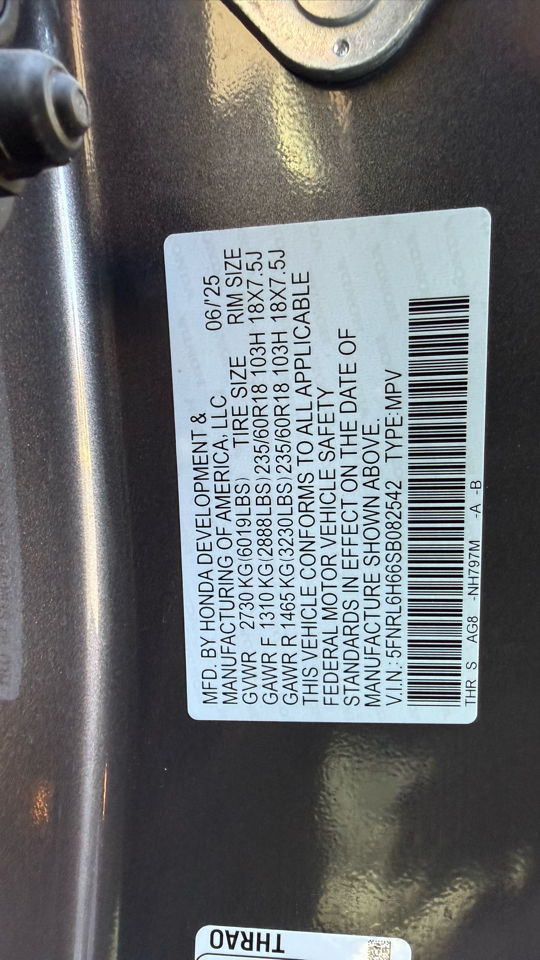 MFD. BY HONDA DEVELOPMENT &
MANUFACTURING OF AMERICA, LLC 06/'25
GVWR 2730 KG(6019LBS) TIRE SIZE RIM SIZE
GAWR F 1310 KG(2888LBS) 235/60R18 103H 18X7.5J
GAWR R 1465 KG(3230LBS) 235/60R18 103H 18X7.5J
THIS VEHICLE CONFORMS TO ALL APPLICABLE
FEDERAL MOTOR VEHICLE SAFETY
STANDARDS IN EFFECT ON THE DATE OF
MANUFACTURE SHOWN ABOVE.
V.I.N.: 5FNRL6H66SB082542 TYPE:MPV
THR S AG8 -NH797M -A -B
THRA0